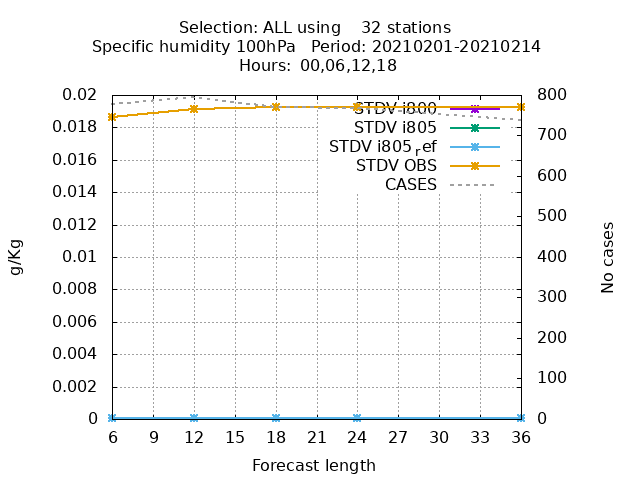 Selection: ALL using    32 stations
Specific humidity 100hPa   Period: 20210201-20210214
Hours:  00,06,12,18
STDV i800
STDV i805
STDV i805ref
STDV OBS
CASES
0.02
0.018
0.016
0.014
0.012
0.01
0.008
0.006
0.004
0.002
0
g/Kg
800
700
600
500
400
300
200
100
0
No cases
6 9 12 15 18 21 24 27 30 33 36
Forecast length